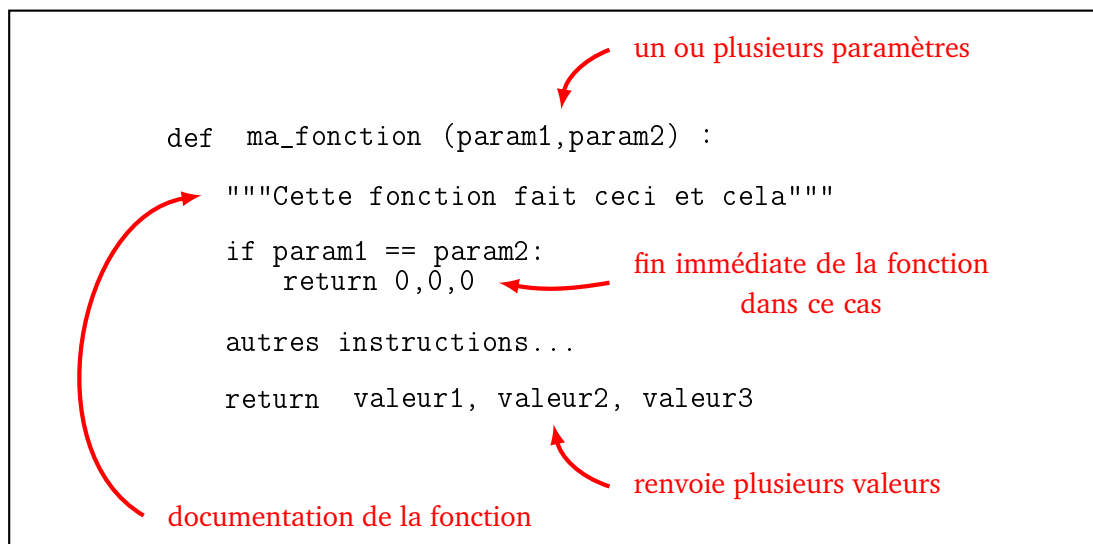 un ou plusieurs paramètres
def ma_fonction (param1,param2) :
"""Cette fonction fait ceci et cela"""
if param1 == param2:
return 0,0,0
fin immédiate de la fonction
dans ce cas
autres instructions...
return valeur1, valeur2, valeur3
renvoie plusieurs valeurs
documentation de la fonction